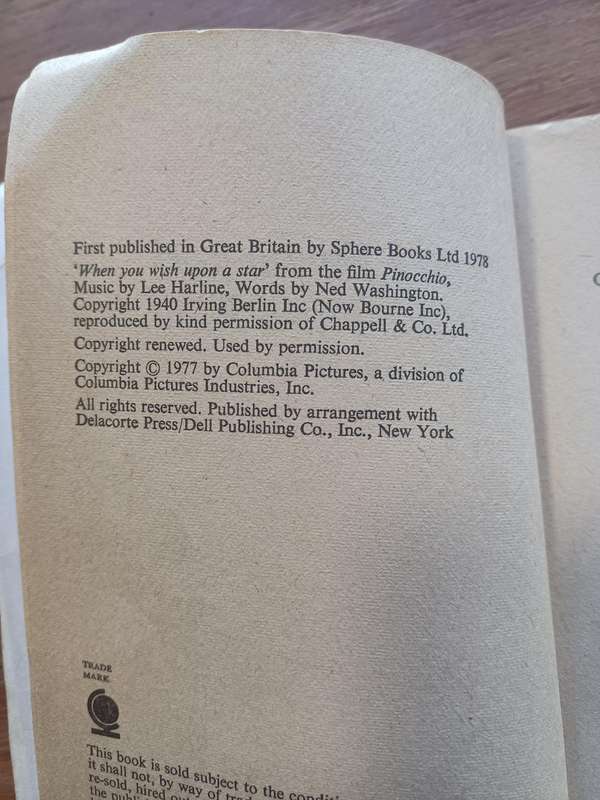 First published in Great Britain by Sphere Books Ltd 1978
‘When you wish upon a star’ from the film Pinocchio,
Music by Lee Harline, Words by Ned Washington.
Copyright 1940 Irving Berlin Inc (Now Bourne Inc),
reproduced by kind permission of Chappell & Co. Ltd.
Copyright renewed. Used by permission.
Copyright © 1977 by Columbia Pictures, a division of
Columbia Pictures Industries, Inc.
All rights reserved. Published by arrangement with
Delacorte Press/Dell Publishing Co., Inc., New York
TRADE
MARK
This book is sold subject to the
it shall not, by way of
re-sold, hired
the